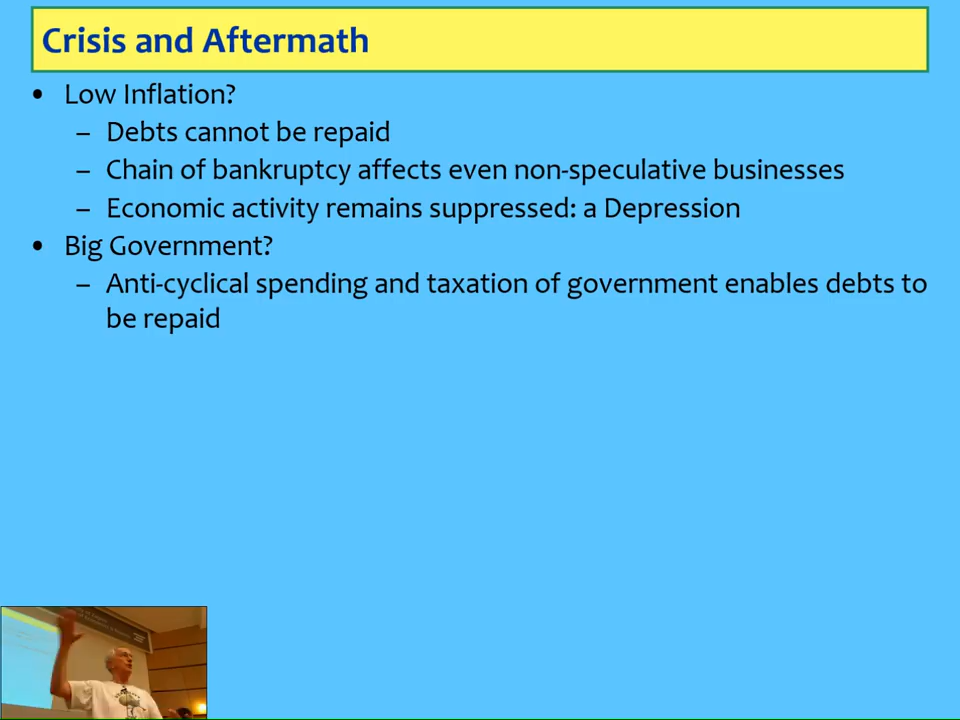 Crisis and Aftermath
• Low Inflation?
– Debts cannot be repaid
– Chain of bankruptcy affects even non-speculative businesses
– Economic activity remains suppressed: a Depression
• Big Government?
– Anti-cyclical spending and taxation of government enables debts to
be repaid